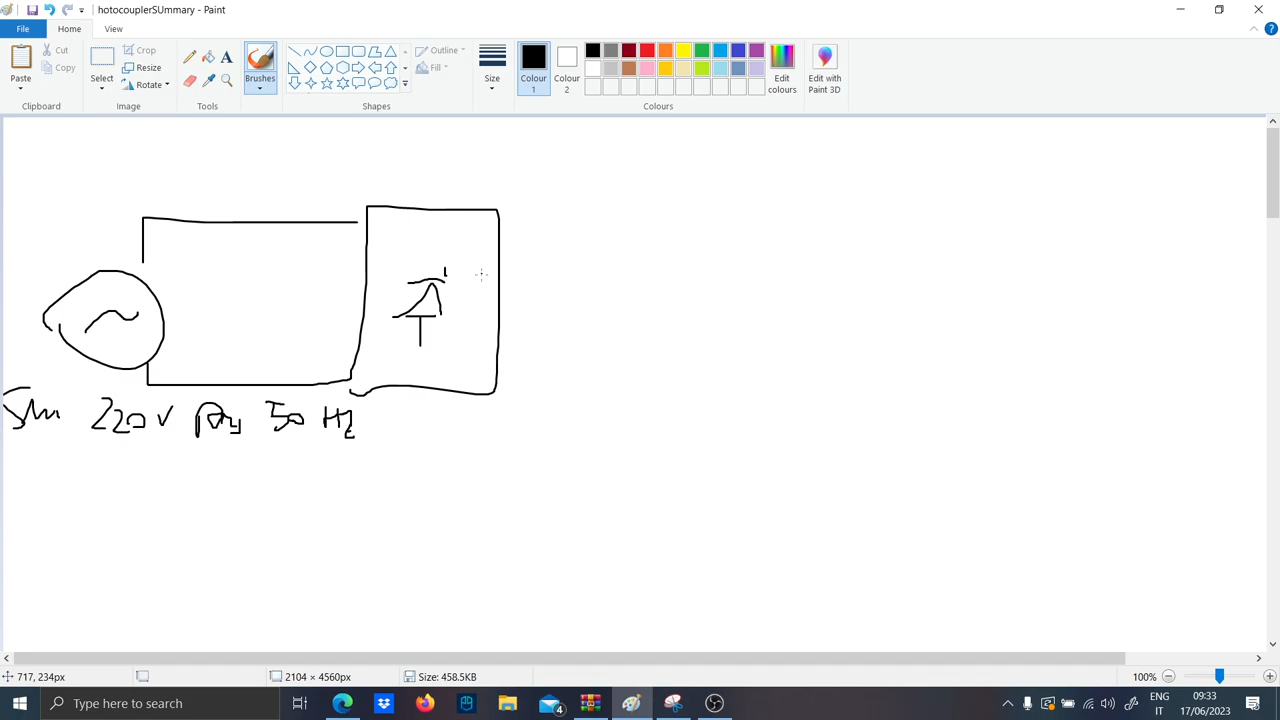 hotocouplerSUmmary - Paint
File Home View
Paste
Cut
Copy
Clipboard
Select
Crop
Resize
Rotate
Image
Tools
Brushes
Outline
Fill
Shapes
Size
Colour 1
Colour 2
Edit colours
Colours
Edit with Paint 3D
220V 50 Hz
717, 234px 2104 × 4560px Size: 458.5KB 100%
Type here to search
4
ENG
IT
09:33
17/06/2023